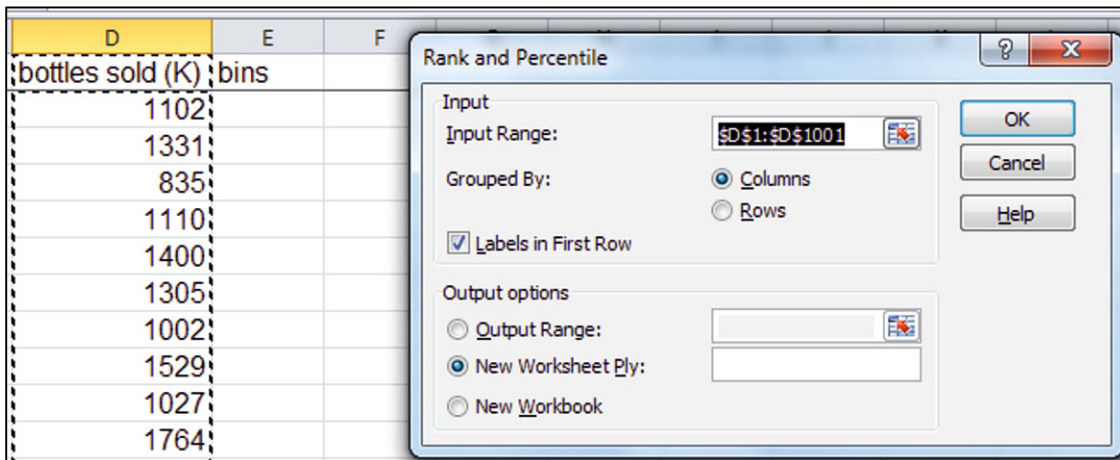 D E F
bottles sold (K) bins
1102
1331
835
1110
1400
1305
1002
1529
1027
1764
Rank and Percentile
Input
Input Range: $D$1:$D$1001
Grouped By: Columns
Rows
Labels in First Row
Output options
Output Range:
New Worksheet Ply:
New Workbook
OK
Cancel
Help